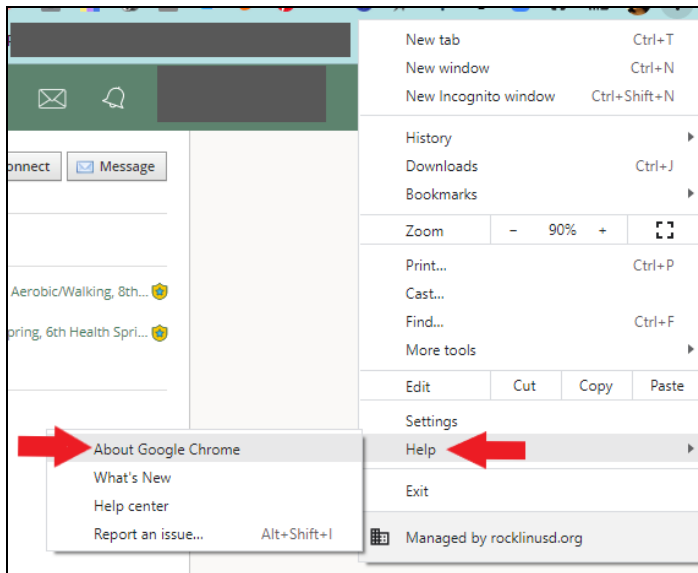 New tab Ctrl+T
New window Ctrl+N
New Incognito window Ctrl+Shift+N
History
Downloads Ctrl+J
Bookmarks
Zoom - 90% +
Print... Ctrl+P
Cast...
Find... Ctrl+F
More tools
Edit Cut Copy Paste
Settings
Help
Exit
Managed by rocklinusd.org
onnect Message
Aerobic/Walking, 8th...
pring, 6th Health Spri...
About Google Chrome
What's New
Help center
Report an issue... Alt+Shift+I